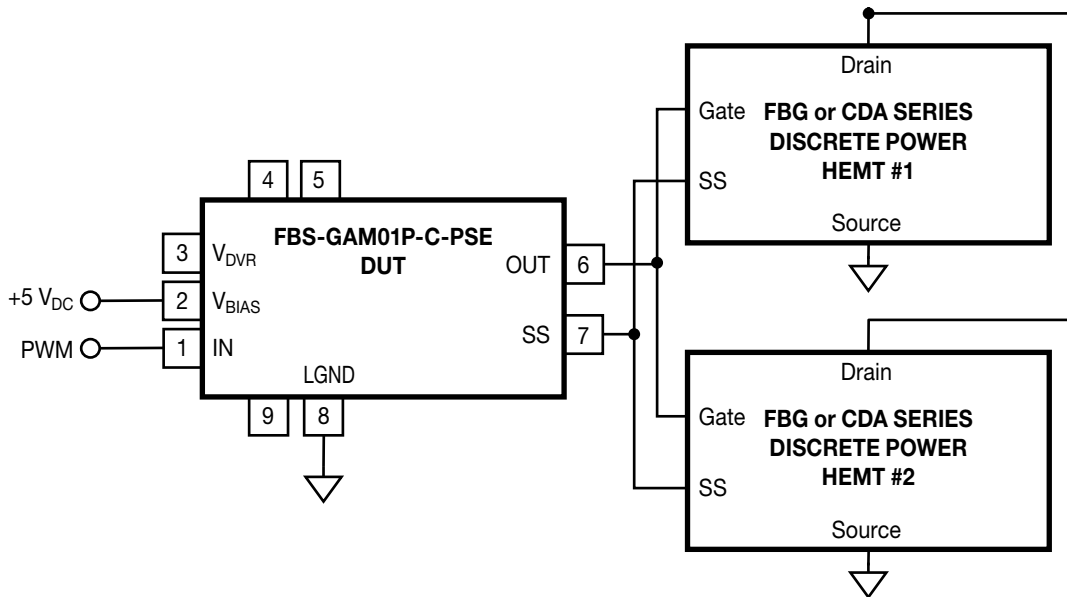 Drain
Gate
FBG or CDA SERIES
DISCRETE POWER
HEMT #1
SS
Source
4
5
FBS-GAM01P-C-PSE
DUT
3
VDVR
OUT
6
+5 VDC
2
VBIAS
SS
7
PWM
1
IN
LGND
9
8
Drain
Gate
FBG or CDA SERIES
DISCRETE POWER
HEMT #2
SS
Source